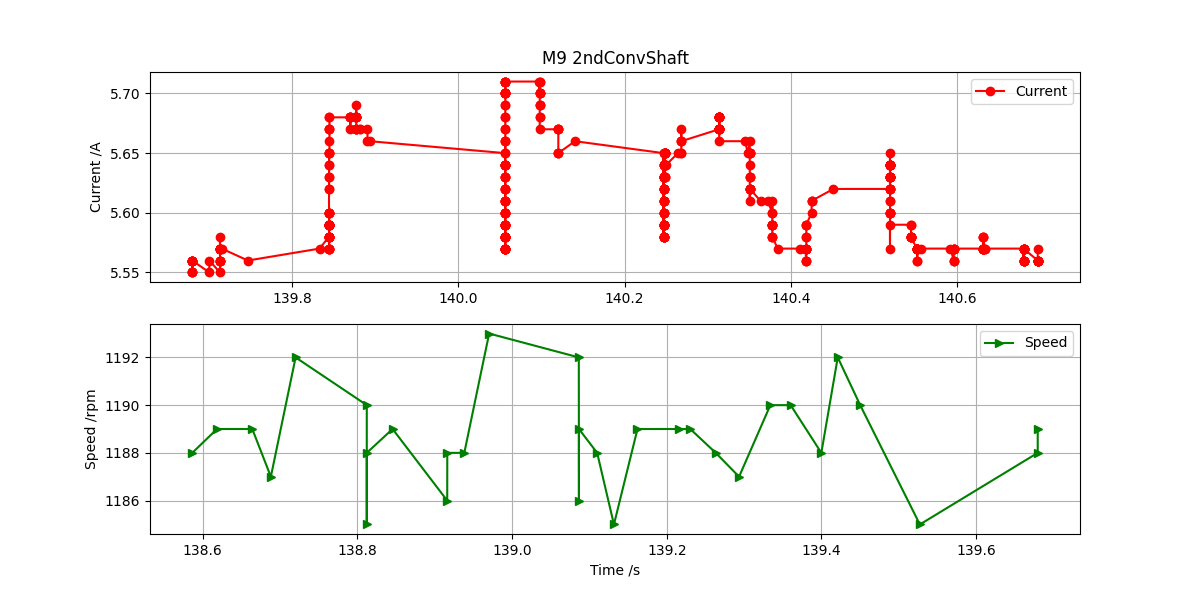 M9 2ndConvShaft
Current /A
5.70
5.65
5.60
5.55
Current
139.8 140.0 140.2 140.4 140.6
Speed /rpm
1192
1190
1188
1186
Speed
138.6 138.8 139.0 139.2 139.4 139.6
Time /s